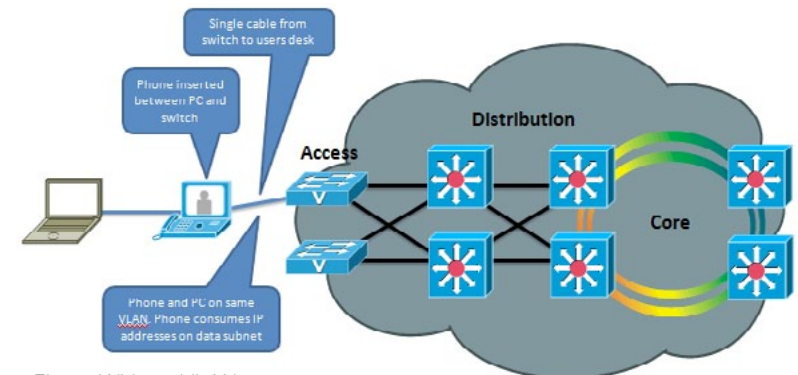 Single cable from
switch to users desk
Phone inserted
between PC and
switch
Distribution
Access
V
Core
V
Phone and PC on same
VLAN. Phone consumes IP
addresses on data subnet